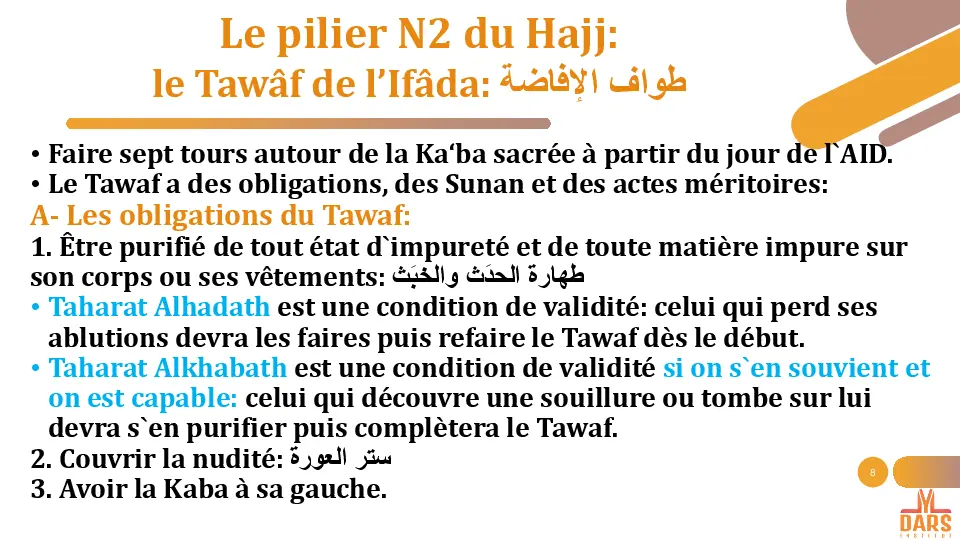 Le pilier N2 du Hajj:
le Tawâf de l’Ifâda: طواف الإفاضة
• Faire sept tours autour de la Ka‘ba sacrée à partir du jour de l`AID.
• Le Tawaf a des obligations, des Sunan et des actes méritoires:
A- Les obligations du Tawaf:
1. Être purifié de tout état d`impureté et de toute matière impure sur
son corps ou ses vêtements: طهارة الحدَث والخبَث
• Taharat Alhadath est une condition de validité: celui qui perd ses
ablutions devra les faires puis refaire le Tawaf dès le début.
• Taharat Alkhabath est une condition de validité si on s`en souvient et
on est capable: celui qui découvre une souillure ou tombe sur lui
devra s`en purifier puis complètera le Tawaf.
2. Couvrir la nudité: ستر العورة
3. Avoir la Kaba à sa gauche.
8
DARS
INSTITUT